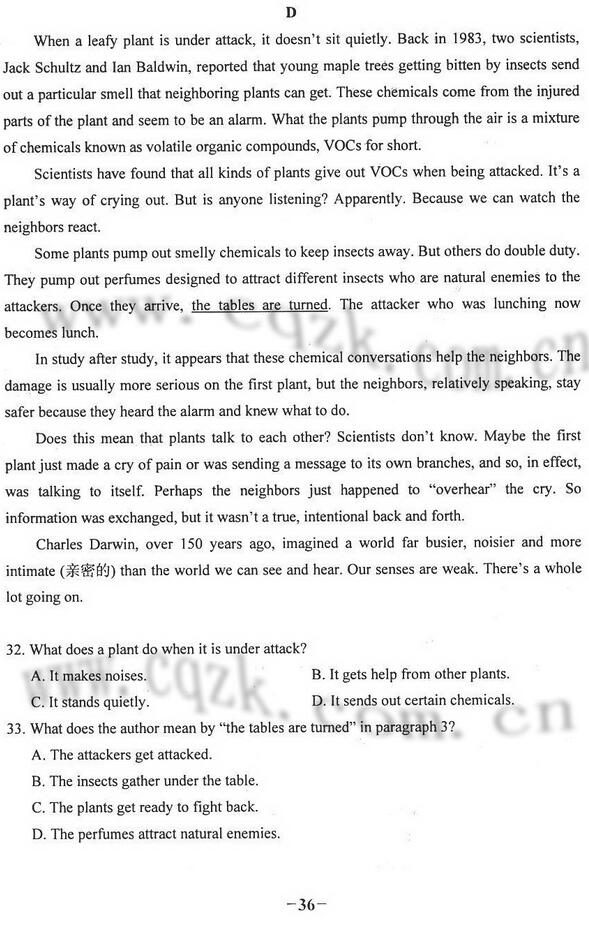 D
When a leafy plant is under attack, it doesn't sit quietly. Back in 1983, two scientists,
Jack Schultz and Ian Baldwin, reported that young maple trees getting bitten by insects send
out a particular smell that neighboring plants can get. These chemicals come from the injured
parts of the plant and seem to be an alarm. What the plants pump through the air is a mixture
of chemicals known as volatile organic compounds, VOCs for short.
Scientists have found that all kinds of plants give out VOCs when being attacked. It's a
plant's way of crying out. But is anyone listening? Apparently. Because we can watch the
neighbors react.
Some plants pump out smelly chemicals to keep insects away. But others do double duty.
They pump out perfumes designed to attract different insects who are natural enemies to the
attackers. Once they arrive, the tables are turned. The attacker who was lunching now
becomes lunch.
In study after study, it appears that these chemical conversations help the neighbors. The
damage is usually more serious on the first plant, but the neighbors, relatively speaking, stay
safer because they heard the alarm and knew what to do.
Does this mean that plants talk to each other? Scientists don't know. Maybe the first
plant just made a cry of pain or was sending a message to its own branches, and so, in effect,
was talking to itself. Perhaps the neighbors just happened to "overhear" the cry. So
information was exchanged, but it wasn't a true, intentional back and forth.
Charles Darwin, over 150 years ago, imagined a world far busier, noisier and more
intimate (亲密的) than the world we can see and hear. Our senses are weak. There's a whole
lot going on.
32. What does a plant do when it is under attack?
A. It makes noises. B. It gets help from other plants.
C. It stands quietly. D. It sends out certain chemicals.
33. What does the author mean by "the tables are turned" in paragraph 3?
A. The attackers get attacked.
B. The insects gather under the table.
C. The plants get ready to fight back.
D. The perfumes attract natural enemies.
-36-
www.cqzk.com.cn
www.cqzk.com.cn